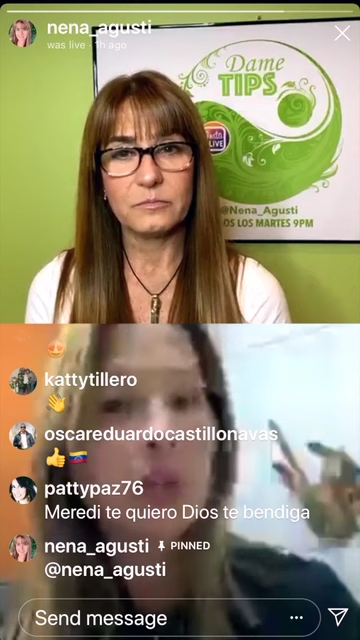 nena_agusti
was live · 1h ago
Dame
TIPS
LIVE
@Nena_Agusti
OS LOS MARTES 9PM
kattytillero
👋
oscareduardocastillonavas
👍🇻🇪
pattypaz76
Meredi te quiero Dios te bendiga
nena_agusti PINNED
@nena_agusti
Send message